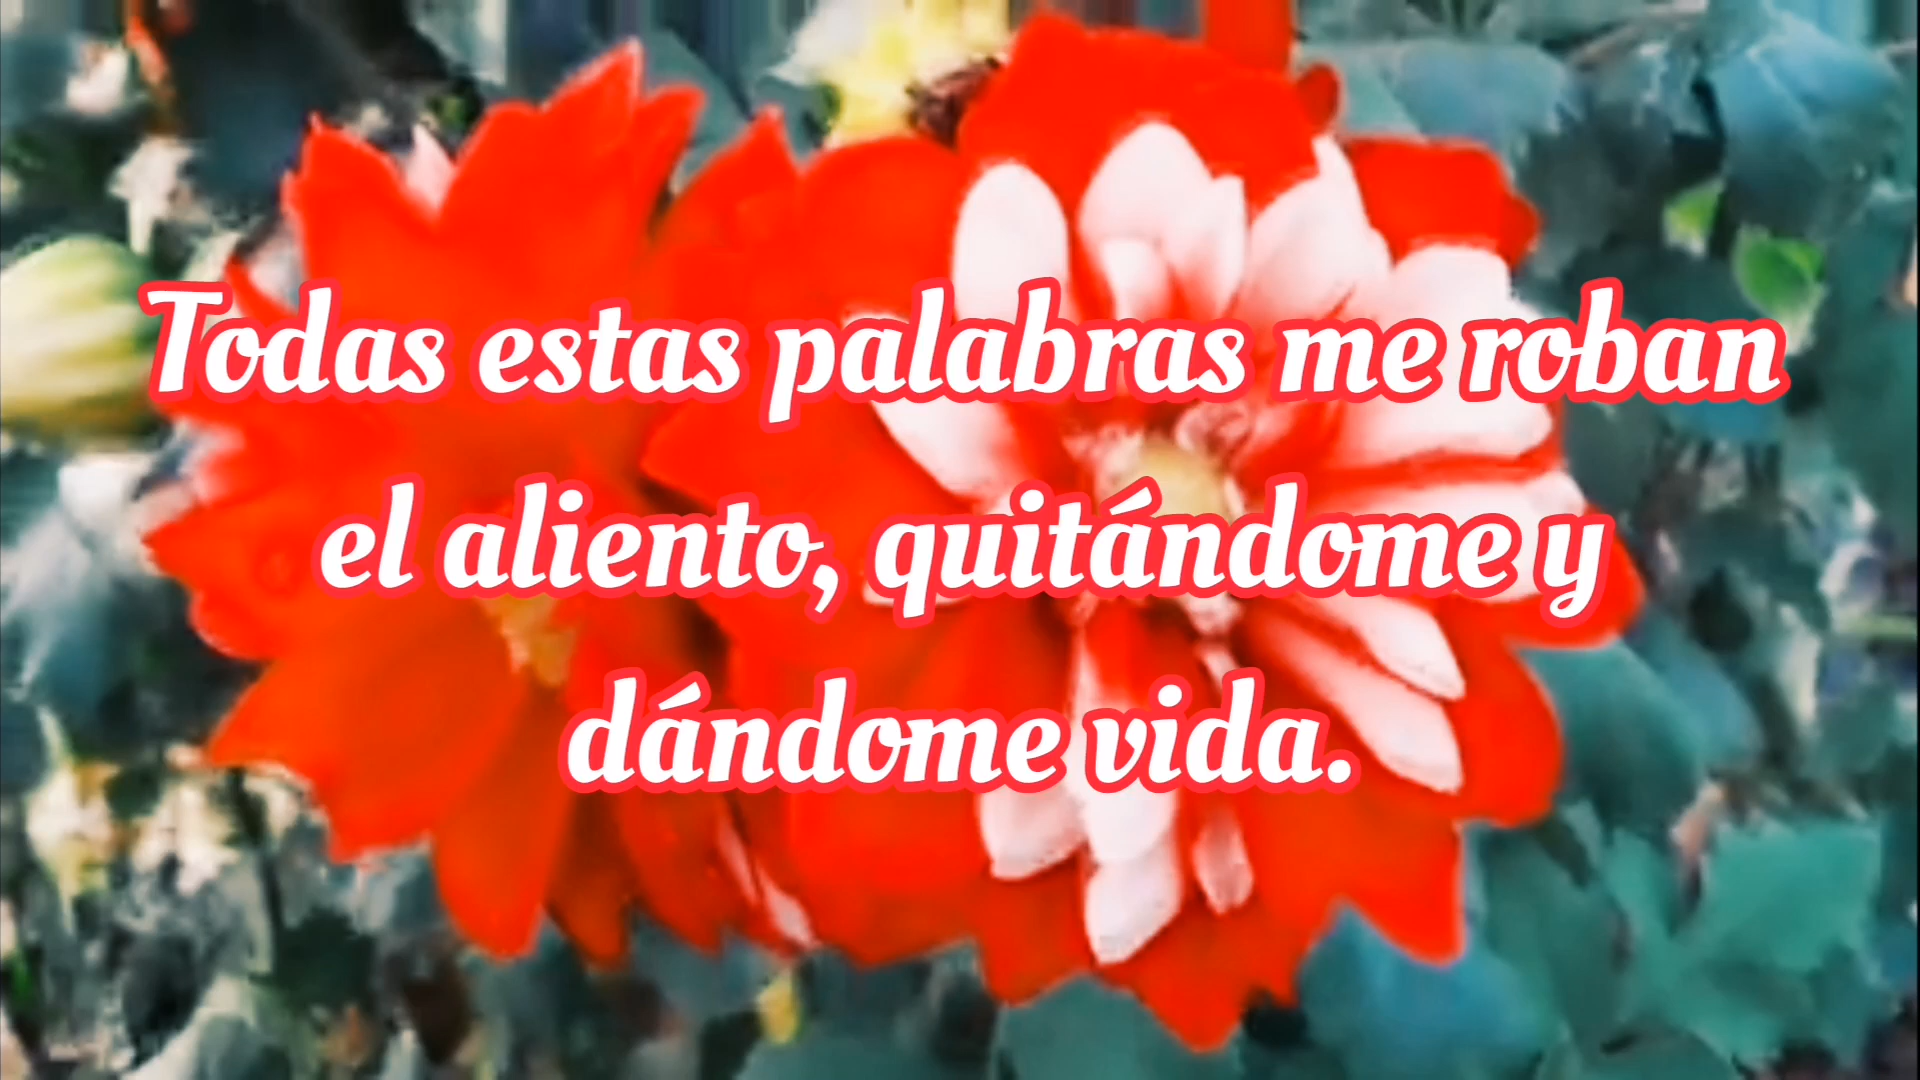 Todas estas palabras me roban
el aliento, quitándome y
dándome vida.